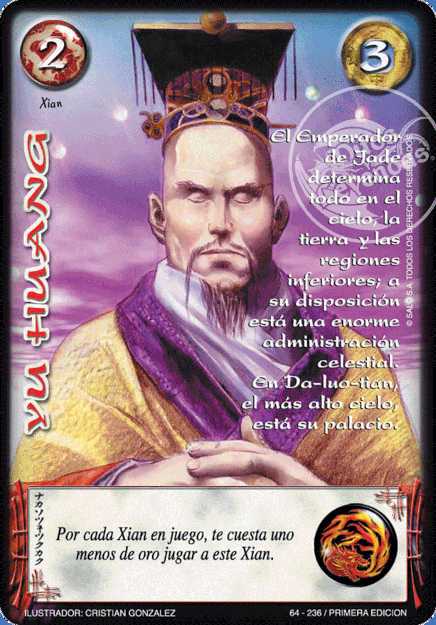 2
3
Xian
YU HUANG
El Emperador
de Jade
determina
todo en el
cielo, la
tierra y las
regiones
inferiores; a
su disposición
está una enorme
administración
celestial.
En Da-luo-tian,
el más alto cielo,
está su palacio.
© SALO S.A. TODOS LOS DERECHOS RESERVADOS
Por cada Xian en juego, te cuesta uno
menos de oro jugar a este Xian.
ILUSTRADOR: CRISTIAN GONZALEZ
64 - 236 / PRIMERA EDICION